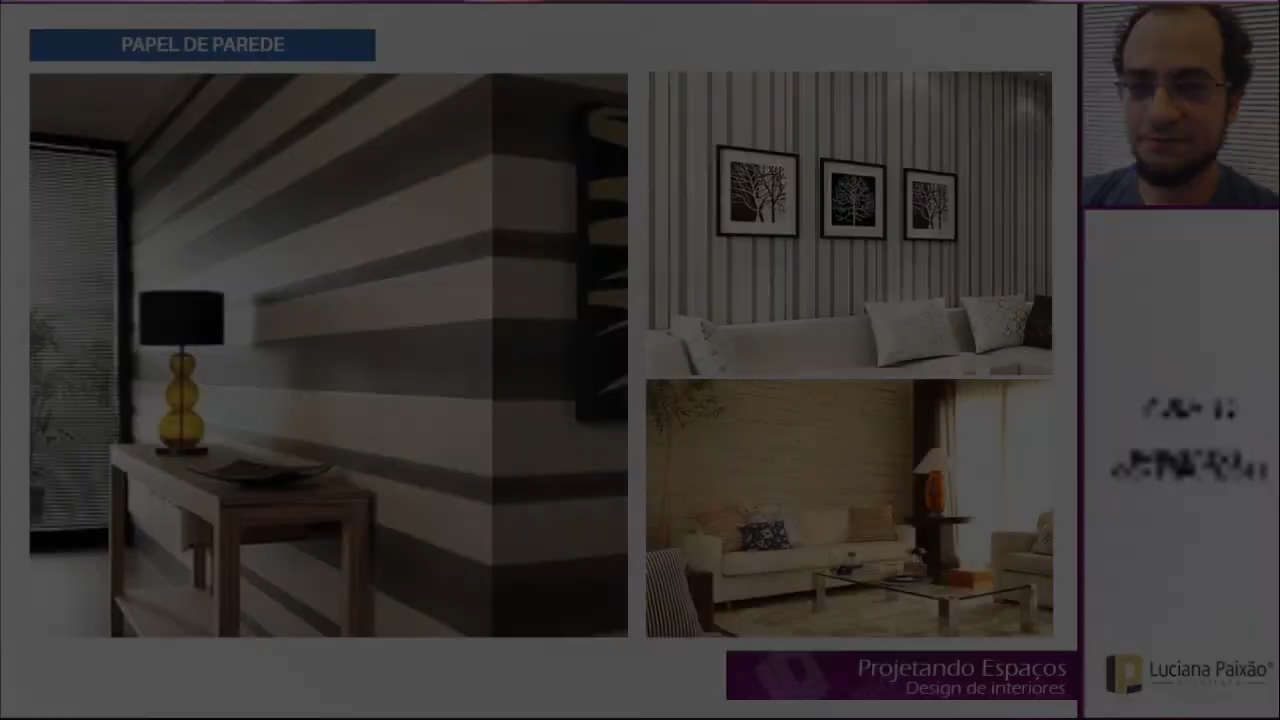 PAPEL DE PAREDE
Projetando Espaços
Design de interiores
Luciana Paixão®